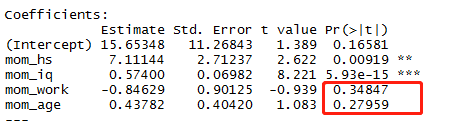 Coefficients:
Estimate Std. Error t value Pr(>|t|)
(Intercept) 15.65348 11.26843 1.389 0.16581
mom_hs 7.11144 2.71237 2.622 0.00919 **
mom_iq 0.57400 0.06982 8.221 5.93e-15 ***
mom_work -0.84629 0.90125 -0.939 0.34847
mom_age 0.43782 0.40420 1.083 0.27959
---